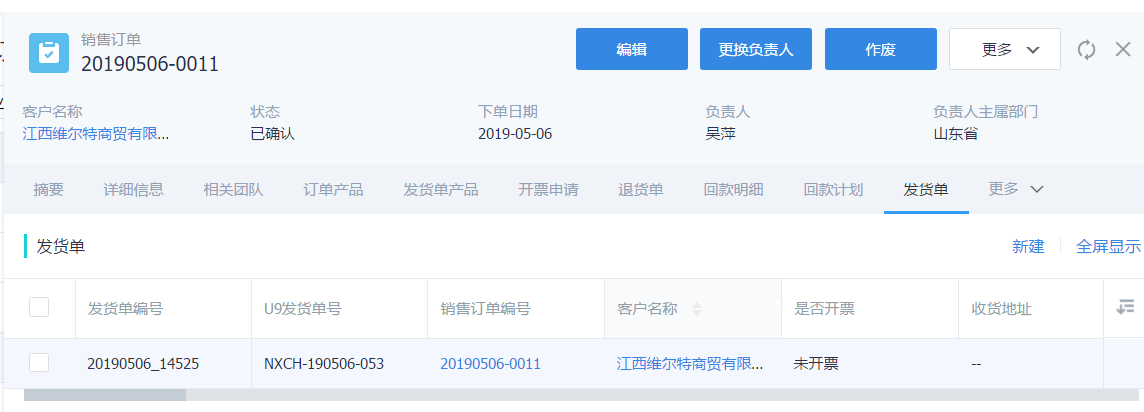 销售订单
20190506-0011
编辑 更换负责人 作废 更多
客户名称 状态 下单日期 负责人 负责人主属部门
江西维尔特商贸有限... 已确认 2019-05-06 吴萍 山东省
摘要 详细信息 相关团队 订单产品 发货单产品 开票申请 退货单 回款明细 回款计划 发货单 更多
发货单 新建 全屏显示
发货单编号 U9发货单号 销售订单编号 客户名称 是否开票 收货地址
20190506_14525 NXCH-190506-053 20190506-0011 江西维尔特商贸有限... 未开票 --